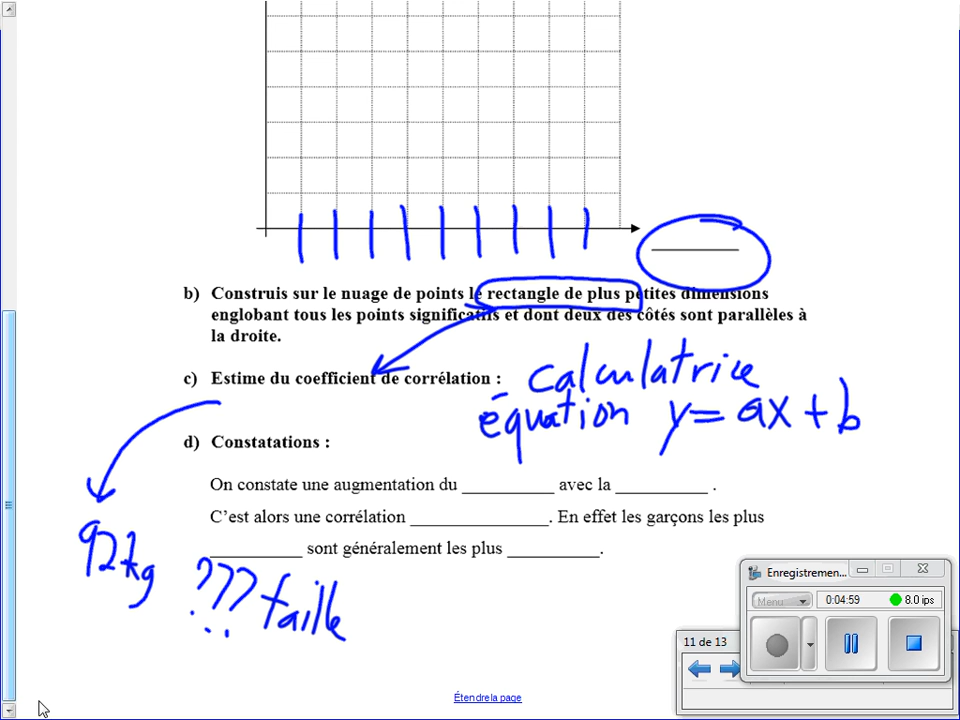 b) Construis sur le nuage de points le rectangle de plus petites dimensions
englobant tous les points significatifs et dont deux des côtés sont parallèles à
la droite.
c) Estime du coefficient de corrélation :
calculatrice
équation y = ax + b
d) Constatations :
On constate une augmentation du __________ avec la __________ .
C'est alors une corrélation _______________. En effet les garçons les plus
__________ sont généralement les plus __________.
92 kg ??? taille
Enregistremen...
Menu 0:04:59 8.0 ips
11 de 13
Étendre la page